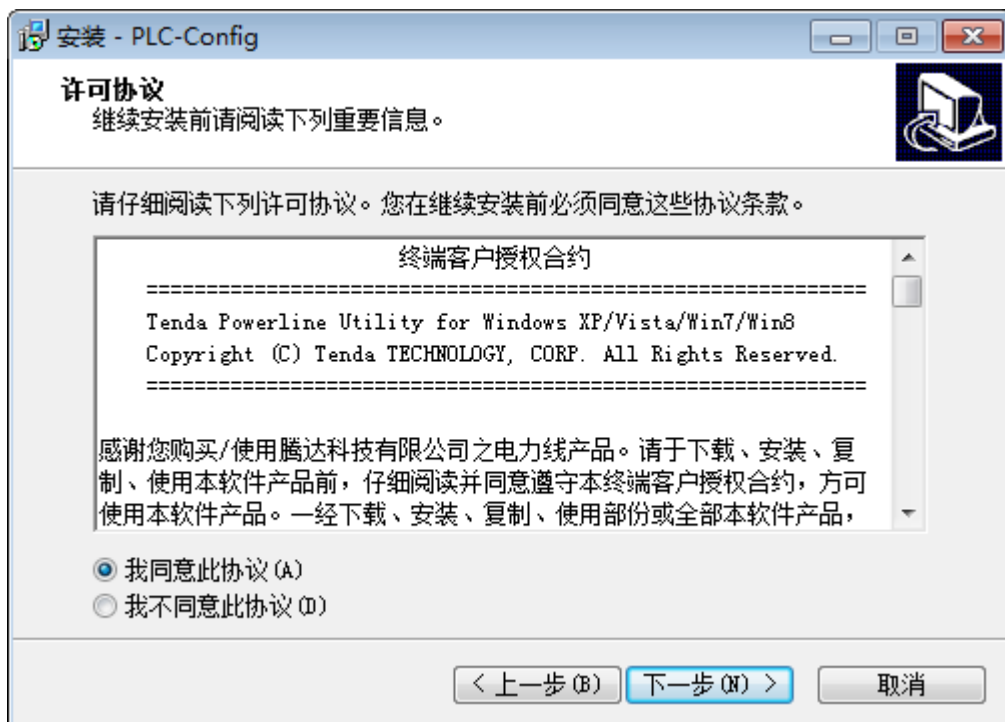 安装 - PLC-Config
许可协议
继续安装前请阅读下列重要信息。
请仔细阅读下列许可协议。您在继续安装前必须同意这些协议条款。
终端客户授权合约
============================================================
Tenda Powerline Utility for Windows XP/Vista/Win7/Win8
Copyright (C) Tenda TECHNOLOGY, CORP. All Rights Reserved.
============================================================
感谢您购买/使用腾达科技有限公司之电力线产品。请于下载、安装、复
制、使用本软件产品前，仔细阅读并同意遵守本终端客户授权合约，方可
使用本软件产品。一经下载、安装、复制、使用部份或全部本软件产品，
我同意此协议(A)
我不同意此协议(D)
< 上一步(B)
下一步(N) >
取消